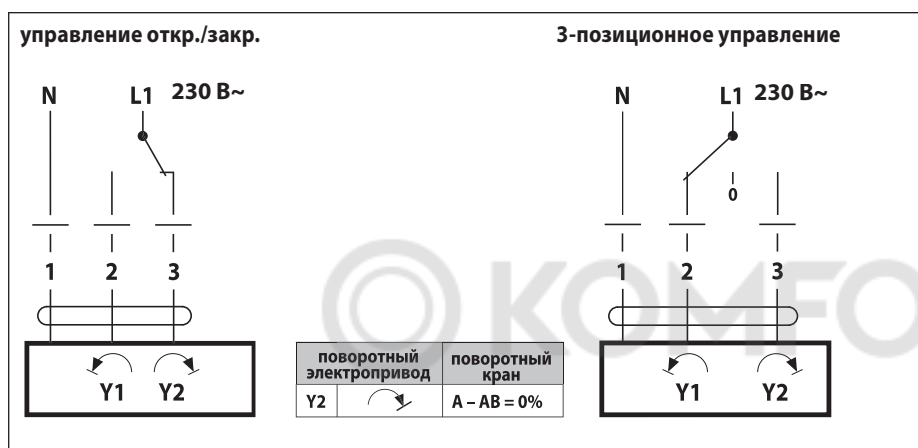 управление откр./закр.
3-позиционное управление
N L1 230 В~
N L1 230 В~
0
1 2 3
1 2 3
KOMFO
Y1 Y2
поворотный электропривод
поворотный кран
Y2 A – AB = 0%
Y1 Y2